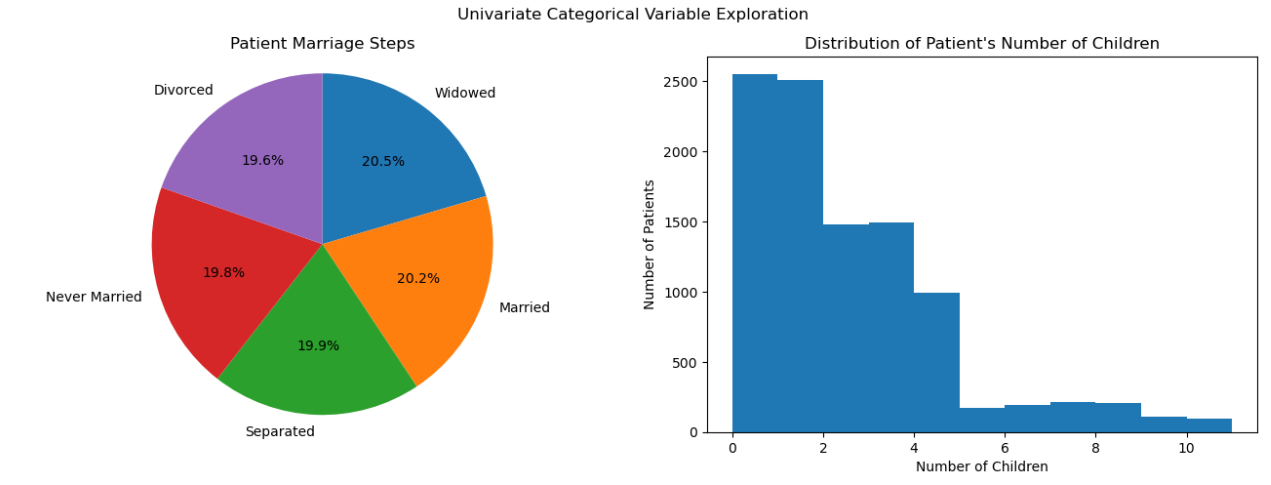 Univariate Categorical Variable Exploration
Patient Marriage Steps
Divorced
Widowed
19.6%
20.5%
19.8%
20.2%
Never Married
Married
19.9%
Separated
Distribution of Patient's Number of Children
Number of Patients
2500
2000
1500
1000
500
0
0 2 4 6 8 10
Number of Children